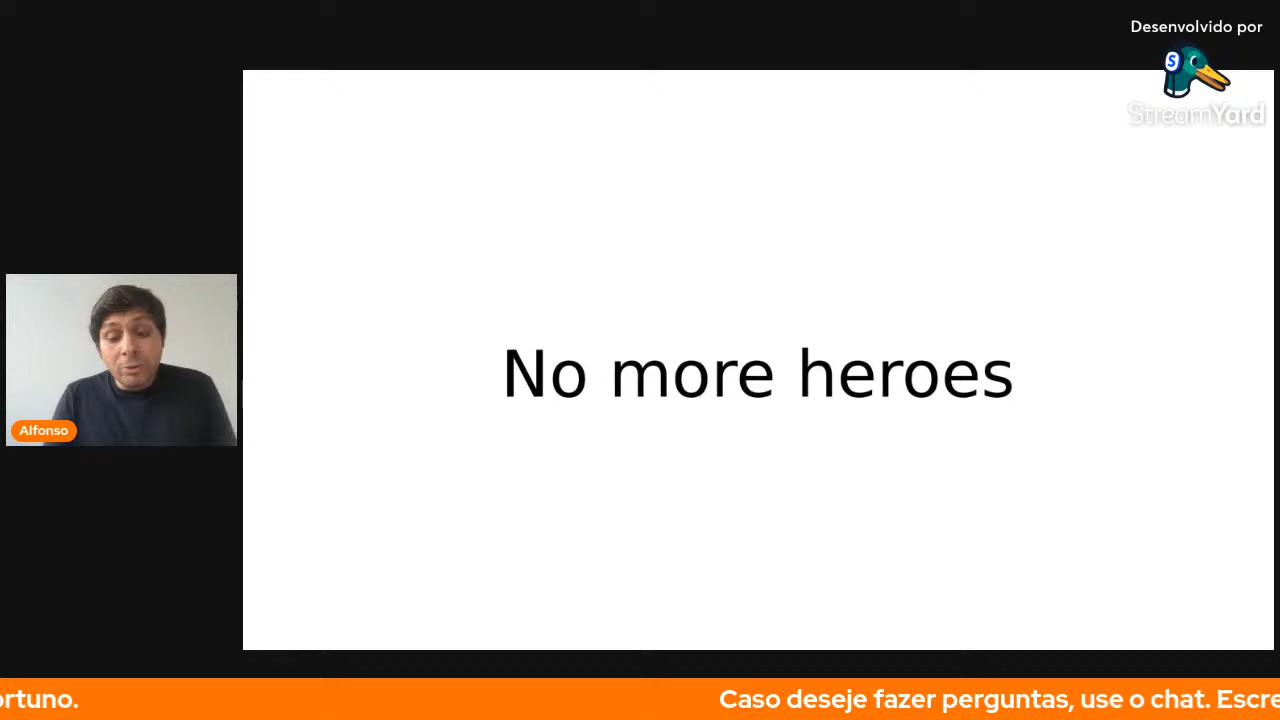 Desenvolvido por
S
StreamYard
No more heroes
Alfonso
ortuno.
Caso deseje fazer perguntas, use o chat. Escre